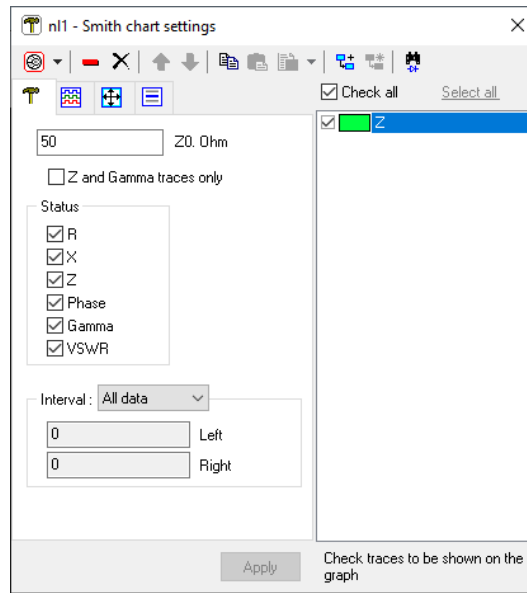 nl1 - Smith chart settings
Check all
Select all
Z
50
Z0. Ohm
Z and Gamma traces only
Status
R
X
Z
Phase
Gamma
VSWR
Interval : All data
0
Left
0
Right
Apply
Check traces to be shown on the
graph